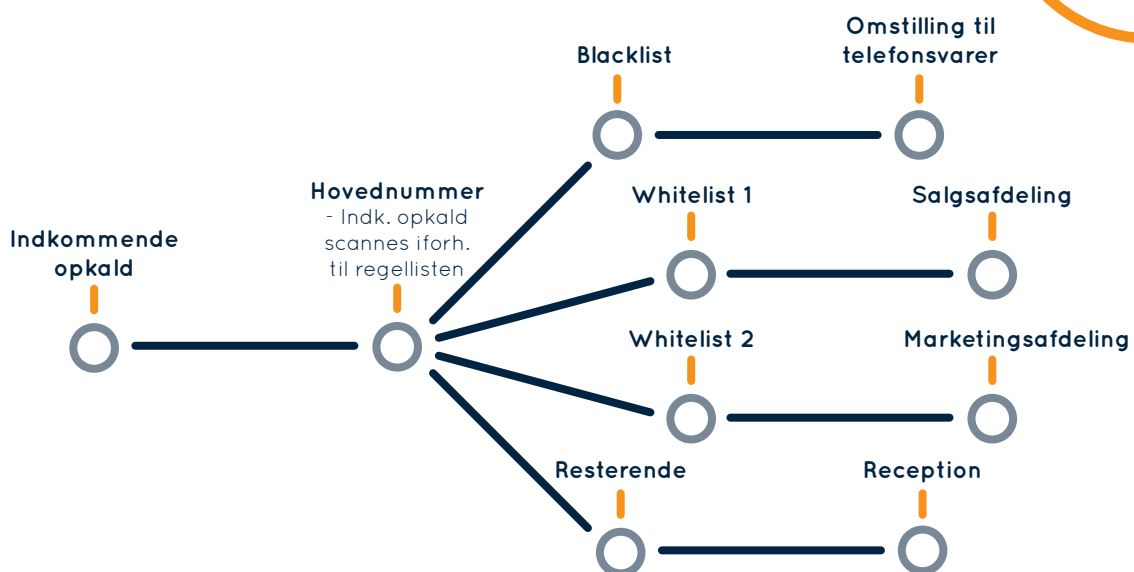 Indkommende
opkald
Hovednummer
- Indk. opkald
scannes iforh.
til regellisten
Blacklist
Omstilling til
telefonsvarer
Whitelist 1
Salgsafdeling
Whitelist 2
Marketingsafdeling
Resterende
Reception